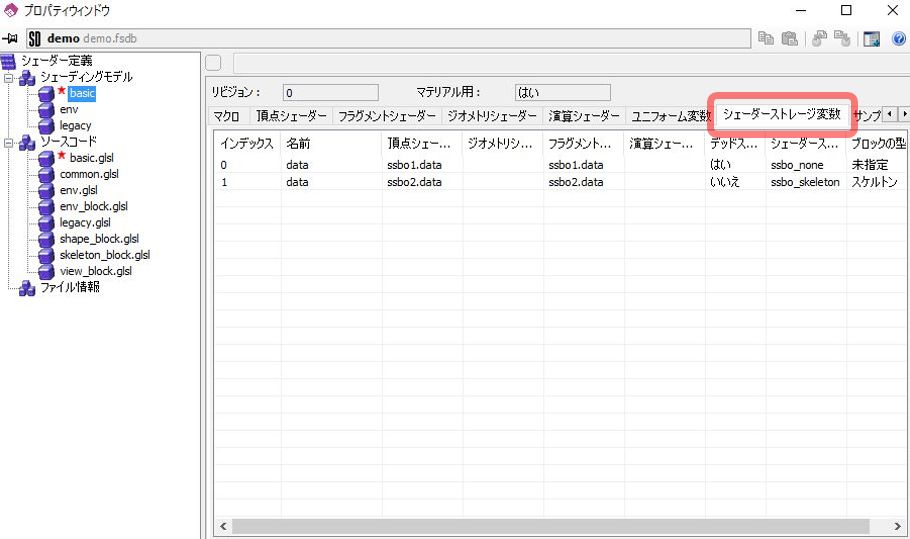 プロパティウィンドウ
SD demo demo.fsdb
シェーダー定義
シェーディングモデル
basic
env
legacy
ソースコード
basic.glsl
common.glsl
env.glsl
env_block.glsl
legacy.glsl
shape_block.glsl
skeleton_block.glsl
view_block.glsl
ファイル情報
リビジョン： 0 マテリアル用： はい
マクロ 頂点シェーダー フラグメントシェーダー ジオメトリシェーダー 演算シェーダー ユニフォーム変数 シェーダーストレージ変数 サンプ
インデックス 名前 頂点シェー... ジオメトリシ... フラグメント... 演算シェー... デッドス... シェーダース... ブロックの型
0 data ssbo1.data ssbo1.data はい ssbo_none 未指定
1 data ssbo2.data ssbo2.data いいえ ssbo_skeleton スケルトン